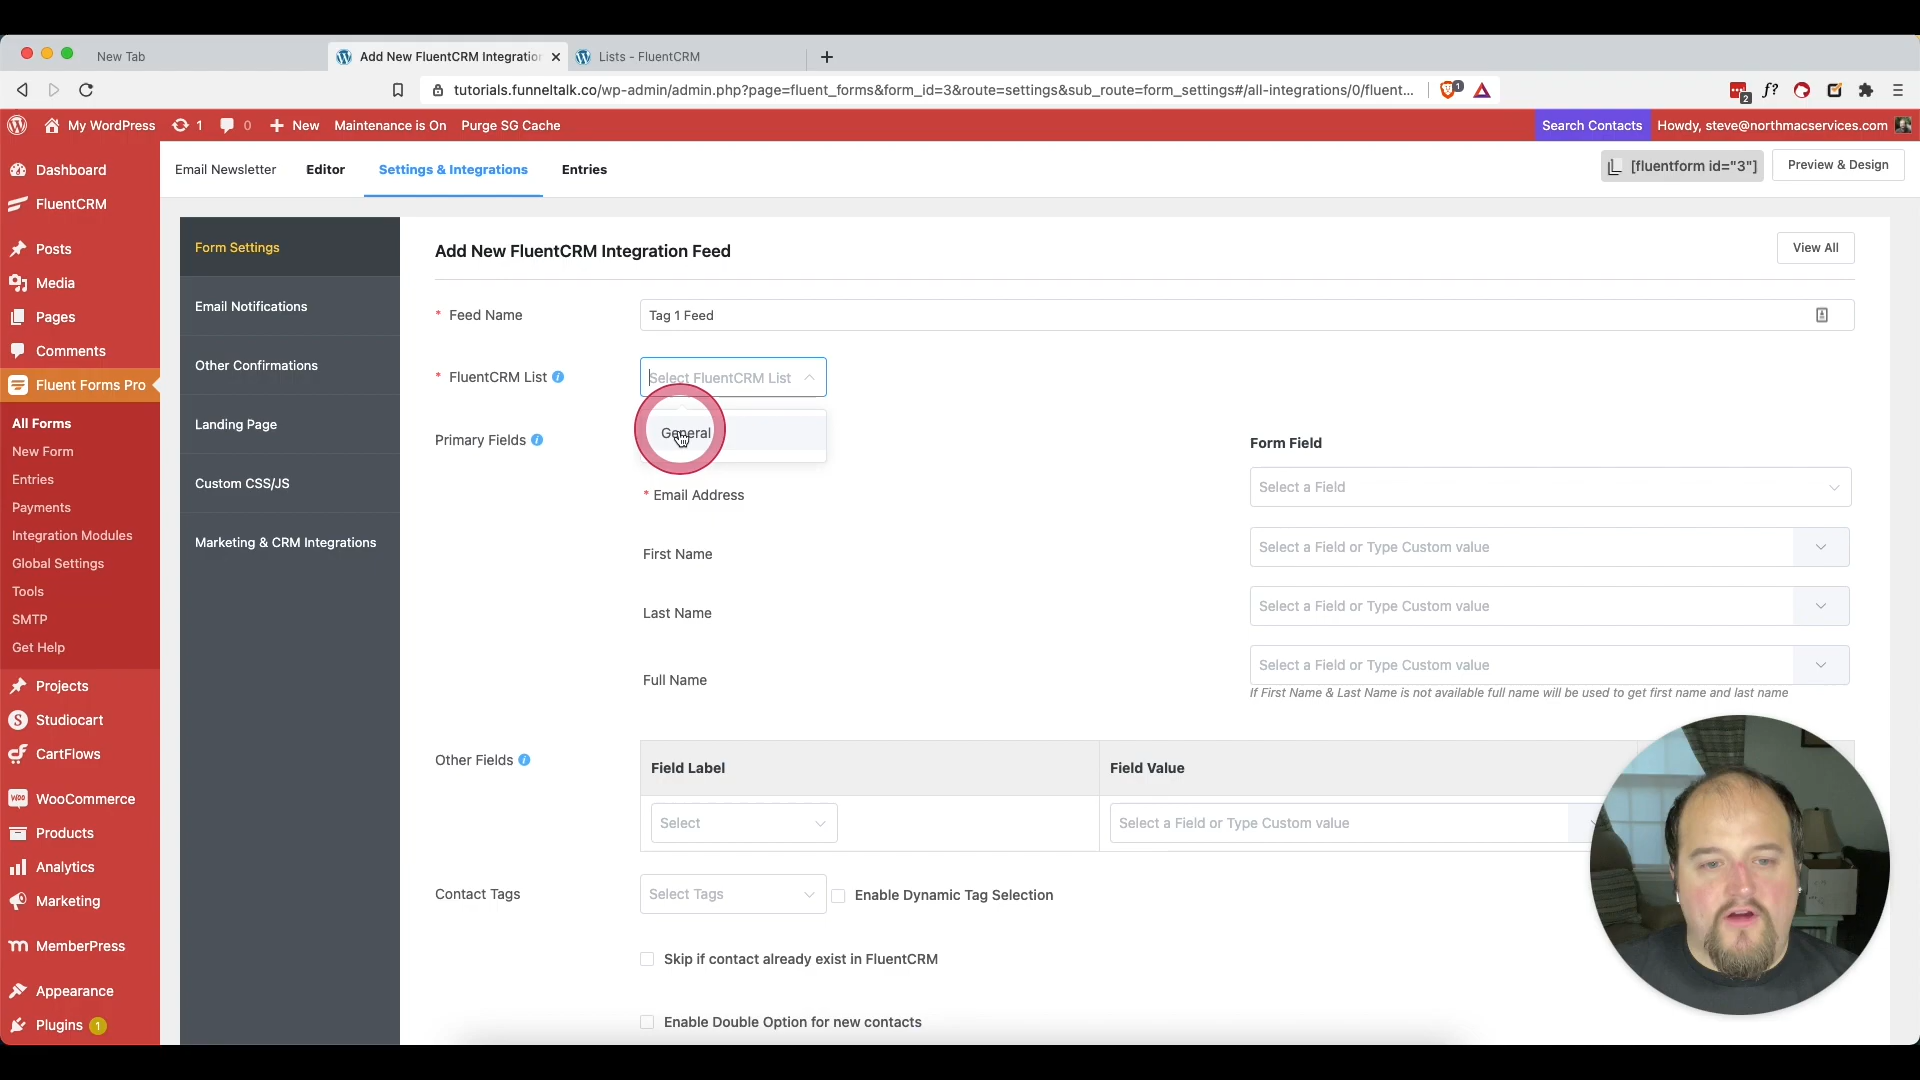 New Tab
Add New FluentCRM Integration
Lists - FluentCRM
tutorials.funneltalk.co/wp-admin/admin.php?page=fluent_forms&form_id=3&route=settings&sub_route=form_settings#/all-integrations/0/fluent...
1
2
f?
My WordPress
1
0
New
Maintenance is On
Purge SG Cache
Search Contacts
Howdy, steve@northmacservices.com
Dashboard
FluentCRM
Posts
Media
Pages
Comments
Fluent Forms Pro
All Forms
New Form
Entries
Payments
Integration Modules
Global Settings
Tools
SMTP
Get Help
Projects
Studiocart
CartFlows
WooCommerce
Products
Analytics
Marketing
MemberPress
Appearance
Plugins 1
Email Newsletter
Editor
Settings & Integrations
Entries
[fluentform id="3"]
Preview & Design
Form Settings
Email Notifications
Other Confirmations
Landing Page
Custom CSS/JS
Marketing & CRM Integrations
Add New FluentCRM Integration Feed
View All
* Feed Name
Tag 1 Feed
* FluentCRM List
Select FluentCRM List
General
Primary Fields
Form Field
* Email Address
Select a Field
First Name
Select a Field or Type Custom value
Last Name
Select a Field or Type Custom value
Full Name
Select a Field or Type Custom value
If First Name & Last Name is not available full name will be used to get first name and last name
Other Fields
Field Label
Field Value
Select
Select a Field or Type Custom value
Contact Tags
Select Tags
Enable Dynamic Tag Selection
Skip if contact already exist in FluentCRM
Enable Double Option for new contacts